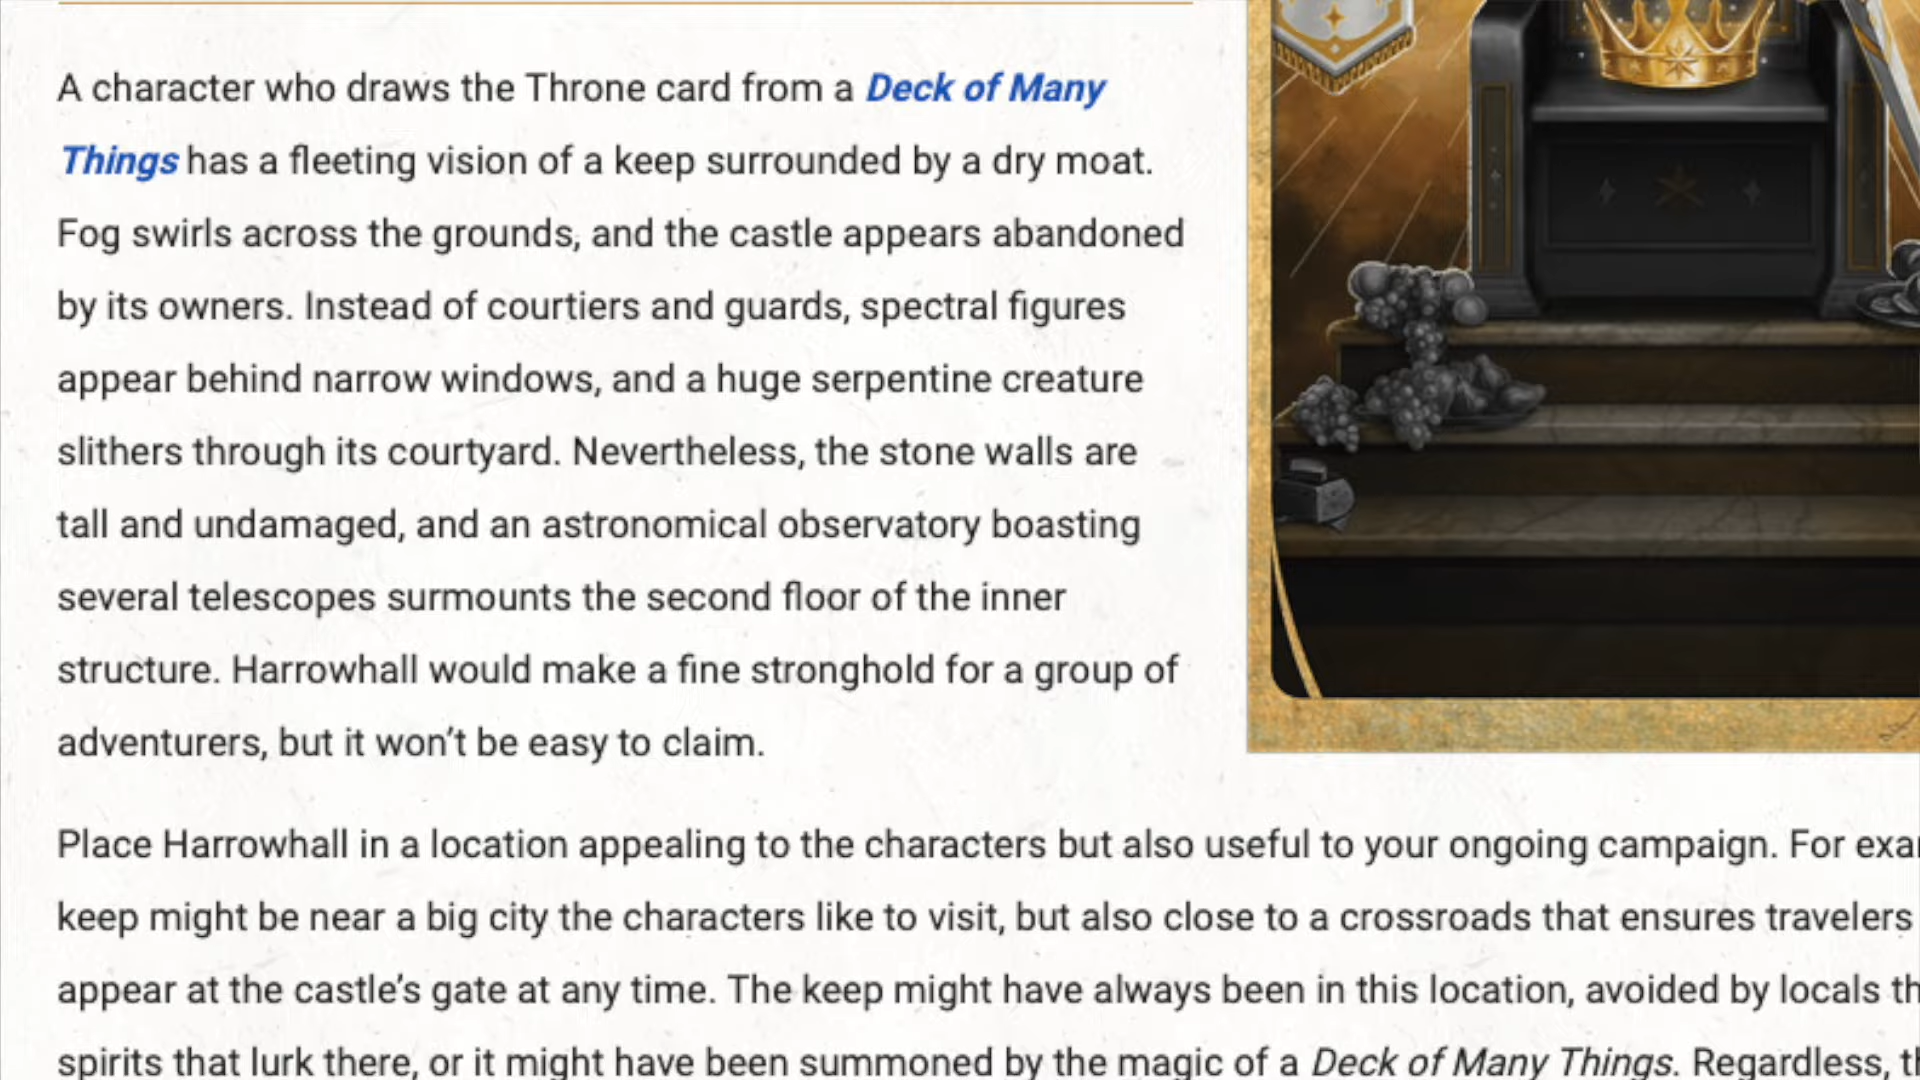 A character who draws the Throne card from a Deck of Many
Things has a fleeting vision of a keep surrounded by a dry moat.
Fog swirls across the grounds, and the castle appears abandoned
by its owners. Instead of courtiers and guards, spectral figures
appear behind narrow windows, and a huge serpentine creature
slithers through its courtyard. Nevertheless, the stone walls are
tall and undamaged, and an astronomical observatory boasting
several telescopes surmounts the second floor of the inner
structure. Harrowhall would make a fine stronghold for a group of
adventurers, but it won’t be easy to claim.
Place Harrowhall in a location appealing to the characters but also useful to your ongoing campaign. For
keep might be near a big city the characters like to visit, but also close to a crossroads that ensures travelers
appear at the castle’s gate at any time. The keep might have always been in this location, avoided by locals
spirits that lurk there, or it might have been summoned by the magic of a Deck of Many Things. Regardless,